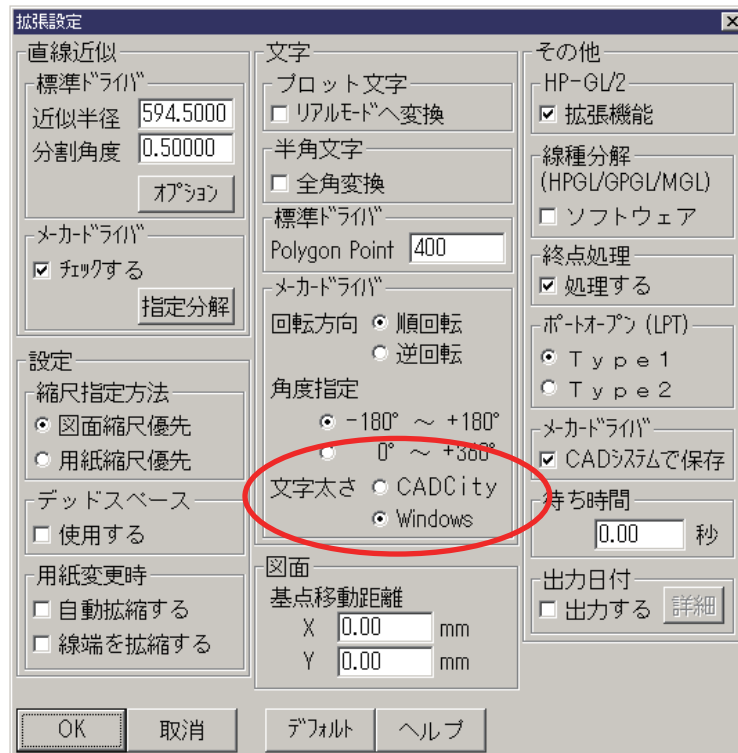 拡張設定
直線近似
標準ﾄﾞﾗｲﾊﾞ
近似半径 594.5000
分割角度 0.50000
ｵﾌﾟｼｮﾝ
ﾒｰｶｰﾄﾞﾗｲﾊﾞ
ﾁｪｯｸする
指定分解
設定
縮尺指定方法
図面縮尺優先
用紙縮尺優先
デッドスペース
使用する
用紙変更時
自動拡縮する
線端を拡縮する
文字
プロット文字
ﾘｱﾙﾓｰﾄﾞへ変換
半角文字
全角変換
標準ﾄﾞﾗｲﾊﾞ
Polygon Point 400
ﾒｰｶｰﾄﾞﾗｲﾊﾞ
回転方向 順回転
逆回転
角度指定
-180° ～ +180°
0° ～ +360°
文字太さ CADCity
Windows
図面
基点移動距離
X 0.00 mm
Y 0.00 mm
その他
HP-GL/2
拡張機能
線種分解
(HPGL/GPGL/MGL)
ソフトウェア
終点処理
処理する
ﾎﾟｰﾄｵｰﾌﾟﾝ (LPT)
Ｔｙｐｅ１
Ｔｙｐｅ２
ﾒｰｶｰﾄﾞﾗｲﾊﾞ
CADｼｽﾃﾑで保存
待ち時間
0.00 秒
出力日付
出力する 詳細
OK 取消 ﾃﾞﾌｫﾙﾄ ヘルプ